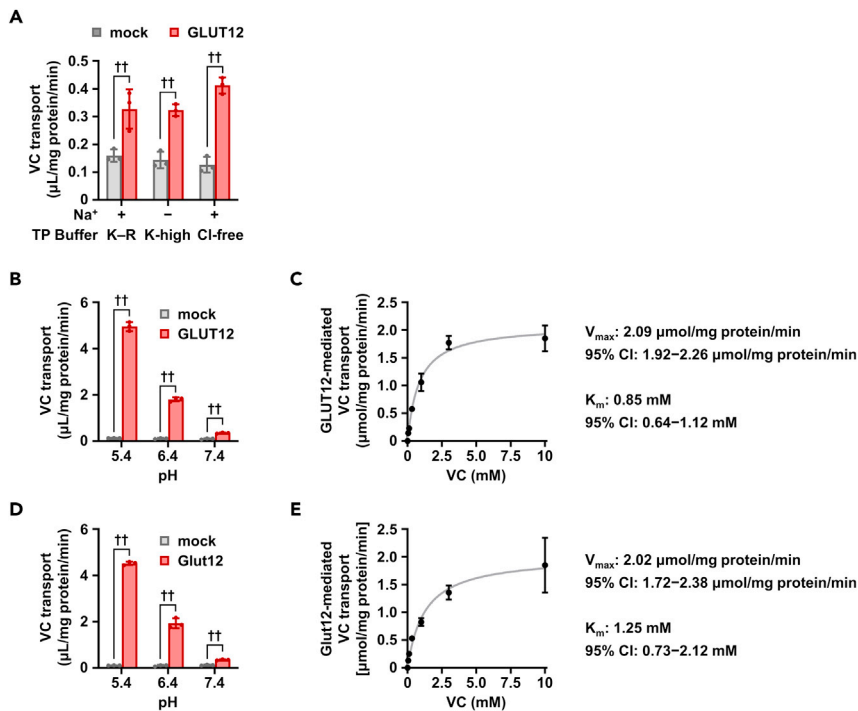 A
mock GLUT12
VC transport
(µL/mg protein/min)
0.5
0.4
0.3
0.2
0.1
0
†† †† ††
Na⁺ + − +
TP Buffer K–R K-high Cl-free
B
VC transport
(µL/mg protein/min)
6
4
2
0
mock
GLUT12
†† †† ††
5.4 6.4 7.4
pH
C
GLUT12-mediated
VC transport
(µmol/mg protein/min)
2.5
2.0
1.5
1.0
0.5
0
0 2.5 5.0 7.5 10
VC (mM)
Vmax: 2.09 µmol/mg protein/min
95% CI: 1.92−2.26 µmol/mg protein/min
Km: 0.85 mM
95% CI: 0.64−1.12 mM
D
VC transport
(µL/mg protein/min)
6
4
2
0
mock
Glut12
†† †† ††
5.4 6.4 7.4
pH
E
Glut12-mediated
VC transport
[µmol/mg protein/min]
2.5
2.0
1.5
1.0
0.5
0
0 2.5 5.0 7.5 10
VC (mM)
Vmax: 2.02 µmol/mg protein/min
95% CI: 1.72−2.38 µmol/mg protein/min
Km: 1.25 mM
95% CI: 0.73−2.12 mM